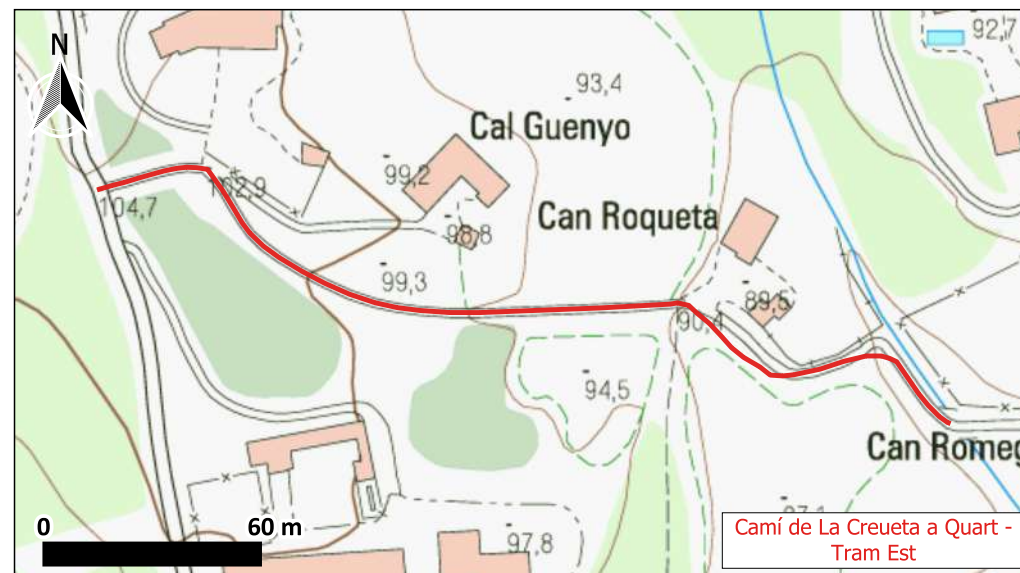 N
92,7
93,4
Cal Guenyo
99,2
102,9
104,7
98,8
Can Roqueta
99,3
89,5
90,4
94,5
Can Romeg
0
60 m
97,8
Camí de La Creueta a Quart -
Tram Est